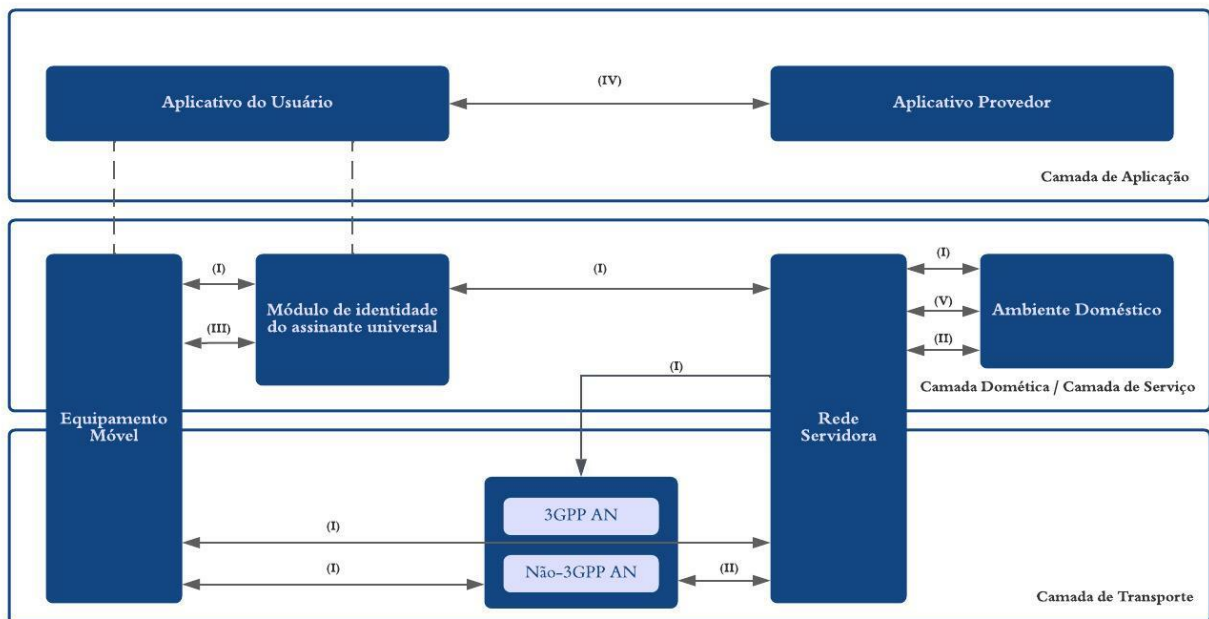 Aplicativo do Usuário
(IV)
Aplicativo Provedor
Camada de Aplicação
(I)
(I)
(I)
Módulo de identidade
do assinante universal
(III)
(V)
Ambiente Doméstico
(II)
(I)
Camada Domética / Camada de Serviço
Equipamento
Móvel
Rede
Servidora
3GPP AN
(I)
(I)
Não-3GPP AN
(II)
Camada de Transporte